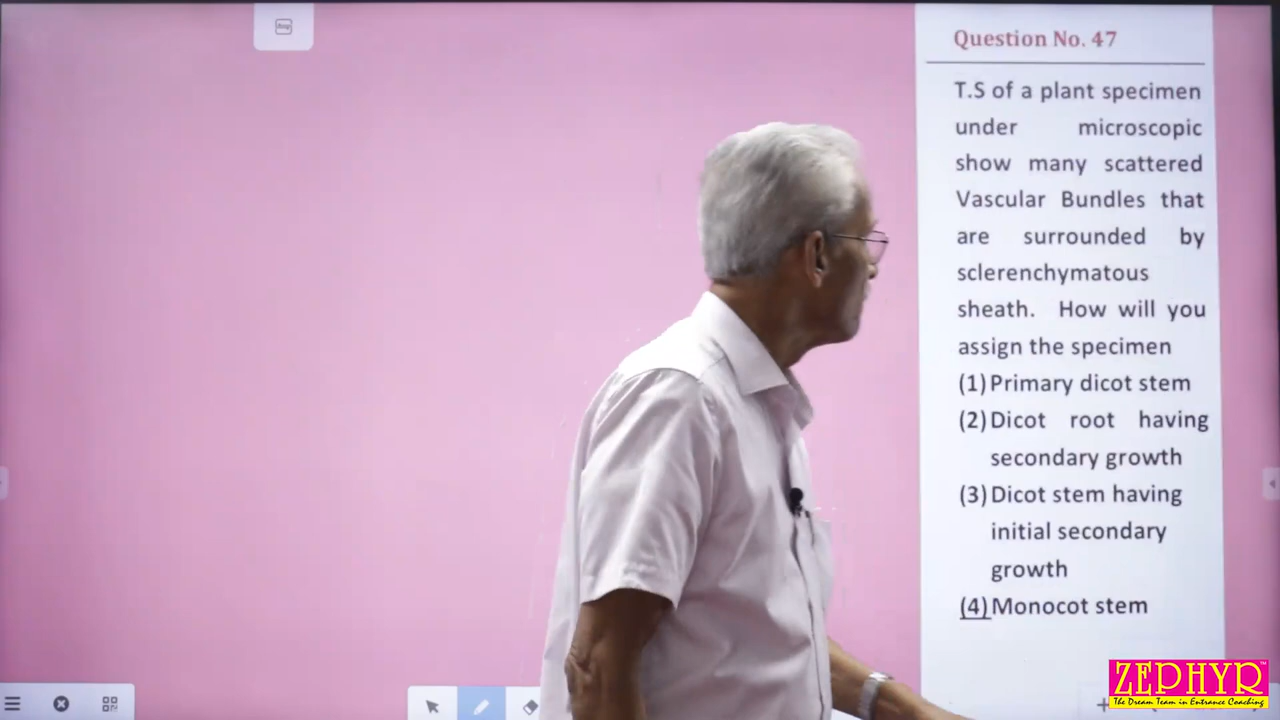 Question No. 47
T.S of a plant specimen
under microscopic
show many scattered
Vascular Bundles that
are surrounded by
sclerenchymatous
sheath. How will you
assign the specimen
(1) Primary dicot stem
(2) Dicot root having
secondary growth
(3) Dicot stem having
initial secondary
growth
(4) Monocot stem
ZEPHYR™
The Dream Team in Entrance Coaching